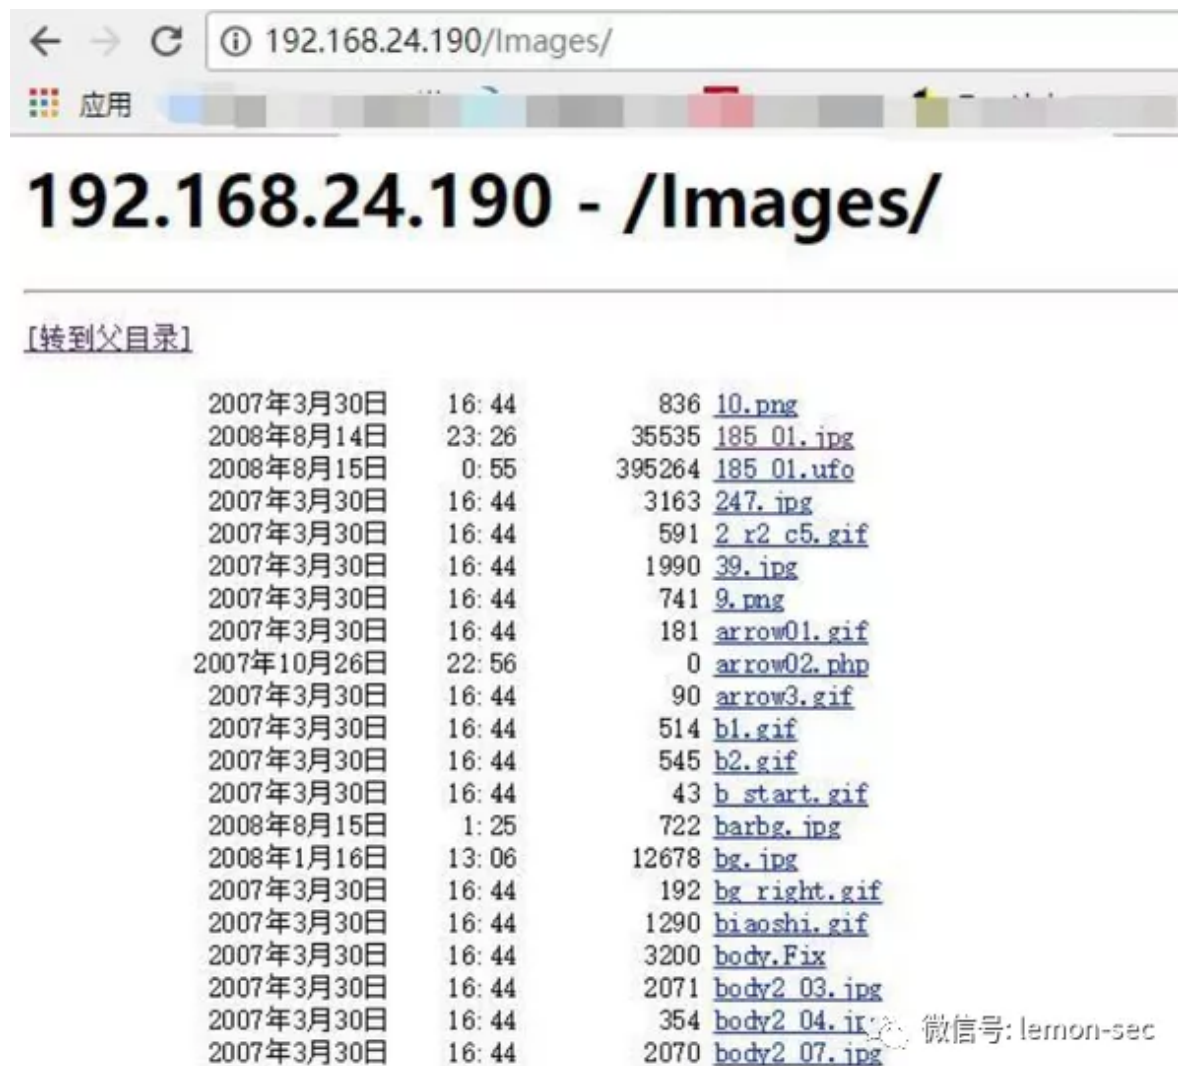 192.168.24.190/Images/
应用
192.168.24.190 - /Images/
[转到父目录]
2007年3月30日 16:44 836 10.png
2008年8月14日 23:26 35535 185_01.jpg
2008年8月15日 0:55 395264 185_01.ufo
2007年3月30日 16:44 3163 247.jpg
2007年3月30日 16:44 591 2_r2_c5.gif
2007年3月30日 16:44 1990 39.jpg
2007年3月30日 16:44 741 9.png
2007年3月30日 16:44 181 arrow01.gif
2007年10月26日 22:56 0 arrow02.php
2007年3月30日 16:44 90 arrow3.gif
2007年3月30日 16:44 514 b1.gif
2007年3月30日 16:44 545 b2.gif
2007年3月30日 16:44 43 b_start.gif
2008年8月15日 1:25 722 barbg.jpg
2008年1月16日 13:06 12678 bg.jpg
2007年3月30日 16:44 192 bg_right.gif
2007年3月30日 16:44 1290 biaoshi.gif
2007年3月30日 16:44 3200 body.Fix
2007年3月30日 16:44 2071 body2_03.jpg
2007年3月30日 16:44 354 body2_04.j
微信号: lemon-sec
2007年3月30日 16:44 2070 body2_07.jpg